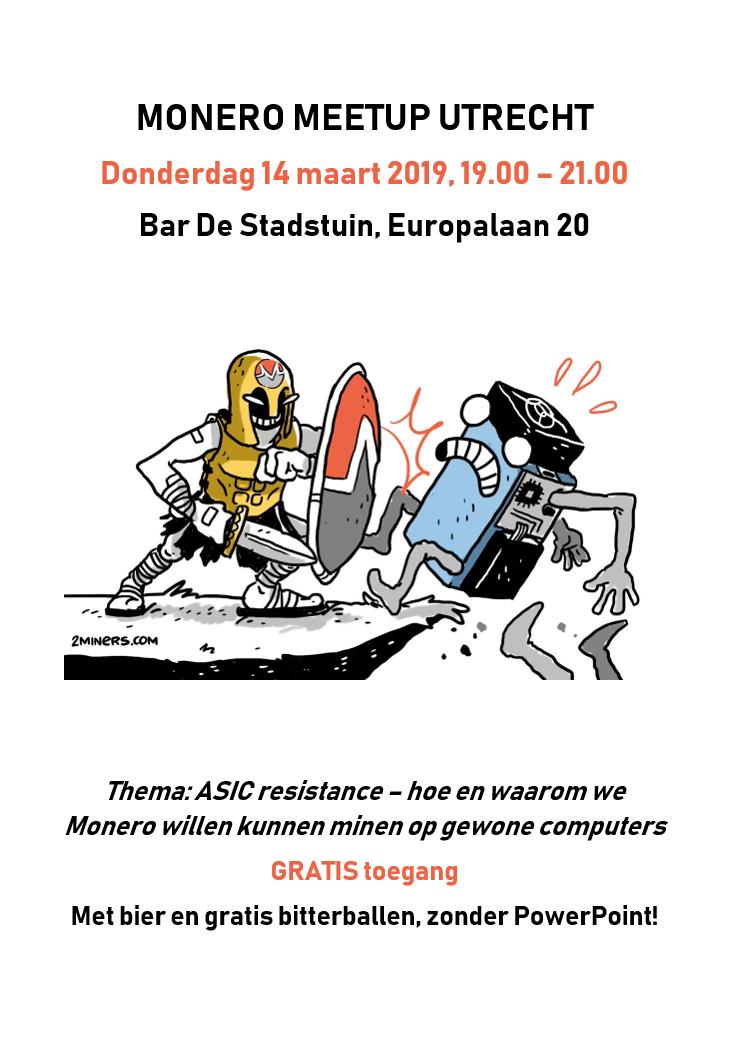 MONERO MEETUP UTRECHT
Donderdag 14 maart 2019, 19.00 – 21.00
Bar De Stadstuin, Europalaan 20
2MINERS.COM
Thema: ASIC resistance – hoe en waarom we
Monero willen kunnen minen op gewone computers
GRATIS toegang
Met bier en gratis bitterballen, zonder PowerPoint!